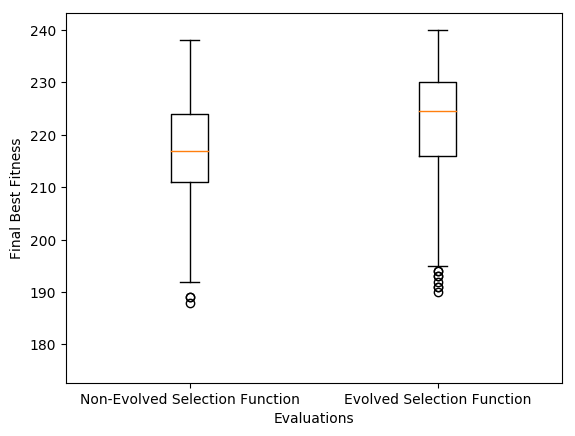 Final Best Fitness
240
230
220
210
200
190
180
Non-Evolved Selection Function
Evolved Selection Function
Evaluations